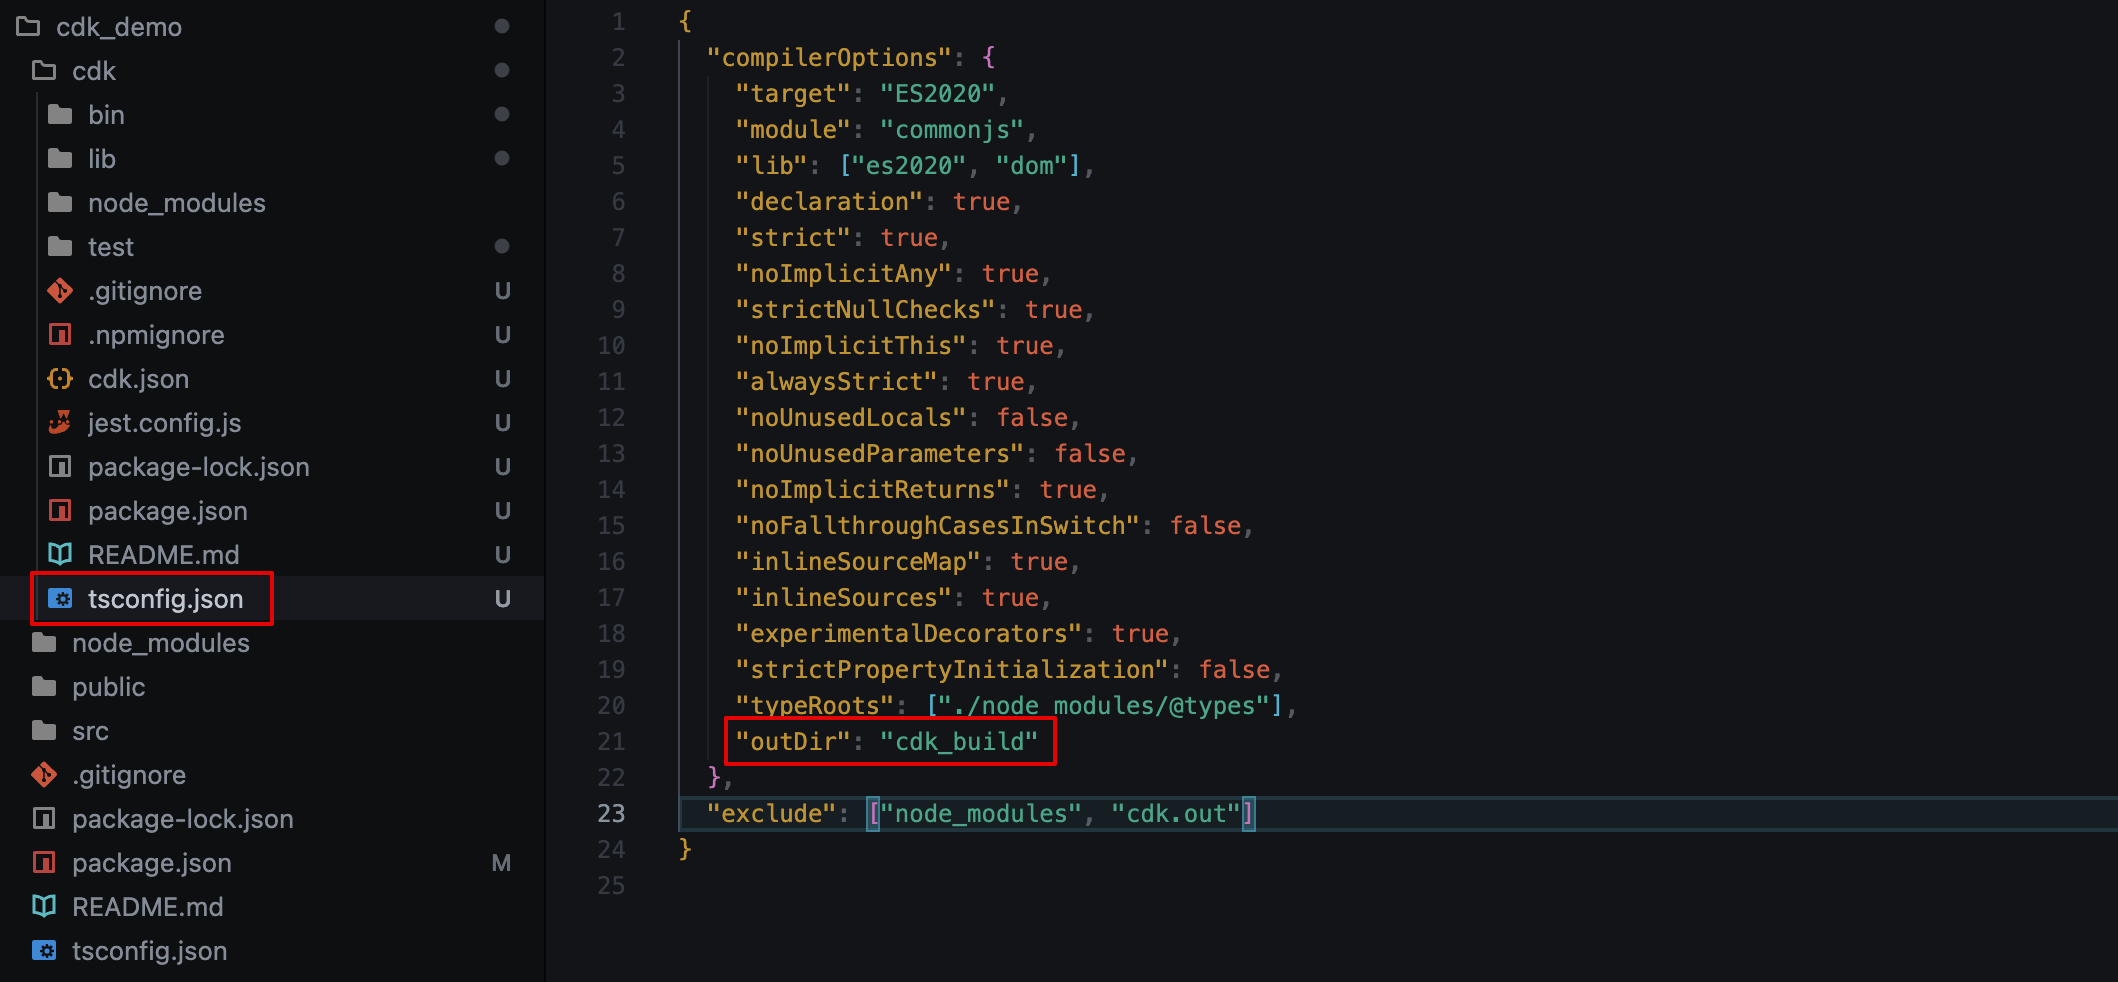 cdk_demo
cdk
bin
lib
node_modules
test
.gitignore U
.npmignore U
cdk.json U
jest.config.js U
package-lock.json U
package.json U
README.md U
tsconfig.json U
node_modules
public
src
.gitignore
package-lock.json
package.json M
README.md
tsconfig.json
1 {
2 "compilerOptions": {
3 "target": "ES2020",
4 "module": "commonjs",
5 "lib": ["es2020", "dom"],
6 "declaration": true,
7 "strict": true,
8 "noImplicitAny": true,
9 "strictNullChecks": true,
10 "noImplicitThis": true,
11 "alwaysStrict": true,
12 "noUnusedLocals": false,
13 "noUnusedParameters": false,
14 "noImplicitReturns": true,
15 "noFallthroughCasesInSwitch": false,
16 "inlineSourceMap": true,
17 "inlineSources": true,
18 "experimentalDecorators": true,
19 "strictPropertyInitialization": false,
20 "typeRoots": ["./node_modules/@types"],
21 "outDir": "cdk_build"
22 },
23 "exclude": ["node_modules", "cdk.out"]
24 }
25